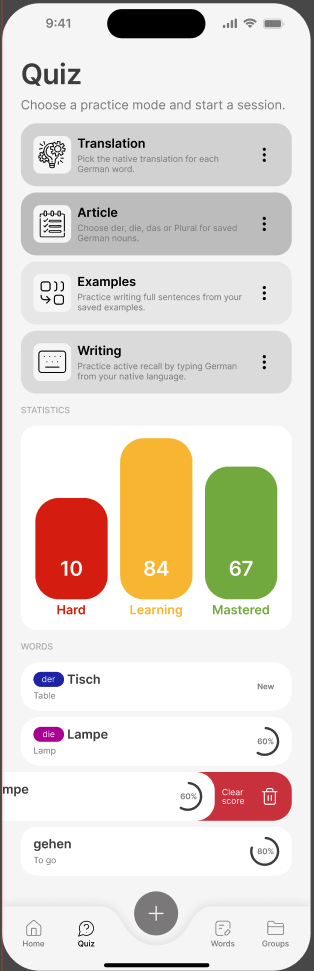 9:41
Quiz
Choose a practice mode and start a session.
Translation
Pick the native translation for each
German word.
Article
Choose der, die, das or Plural for saved
German nouns.
Examples
Practice writing full sentences from your
saved examples.
Writing
Practice active recall by typing German
from your native language.
STATISTICS
10
84
67
Hard
Learning
Mastered
WORDS
der Tisch
Table
New
die Lampe
Lamp
60%
mpe
60%
Clear
score
gehen
To go
80%
Home
Quiz
Words
Groups